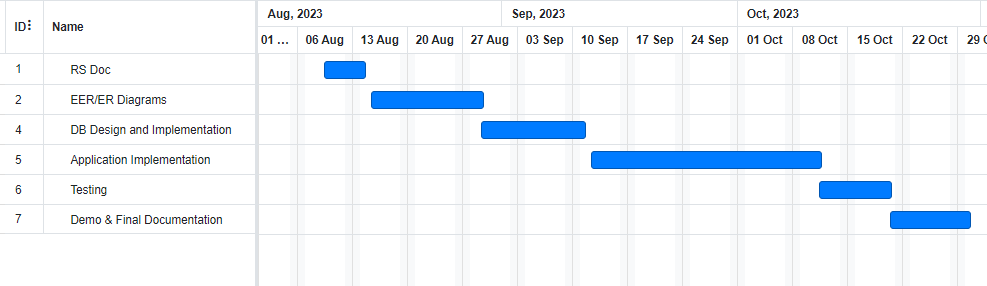 Aug, 2023 Sep, 2023 Oct, 2023
ID Name
01 ... 06 Aug 13 Aug 20 Aug 27 Aug 03 Sep 10 Sep 17 Sep 24 Sep 01 Oct 08 Oct 15 Oct 22 Oct 29
1 RS Doc
2 EER/ER Diagrams
4 DB Design and Implementation
5 Application Implementation
6 Testing
7 Demo & Final Documentation